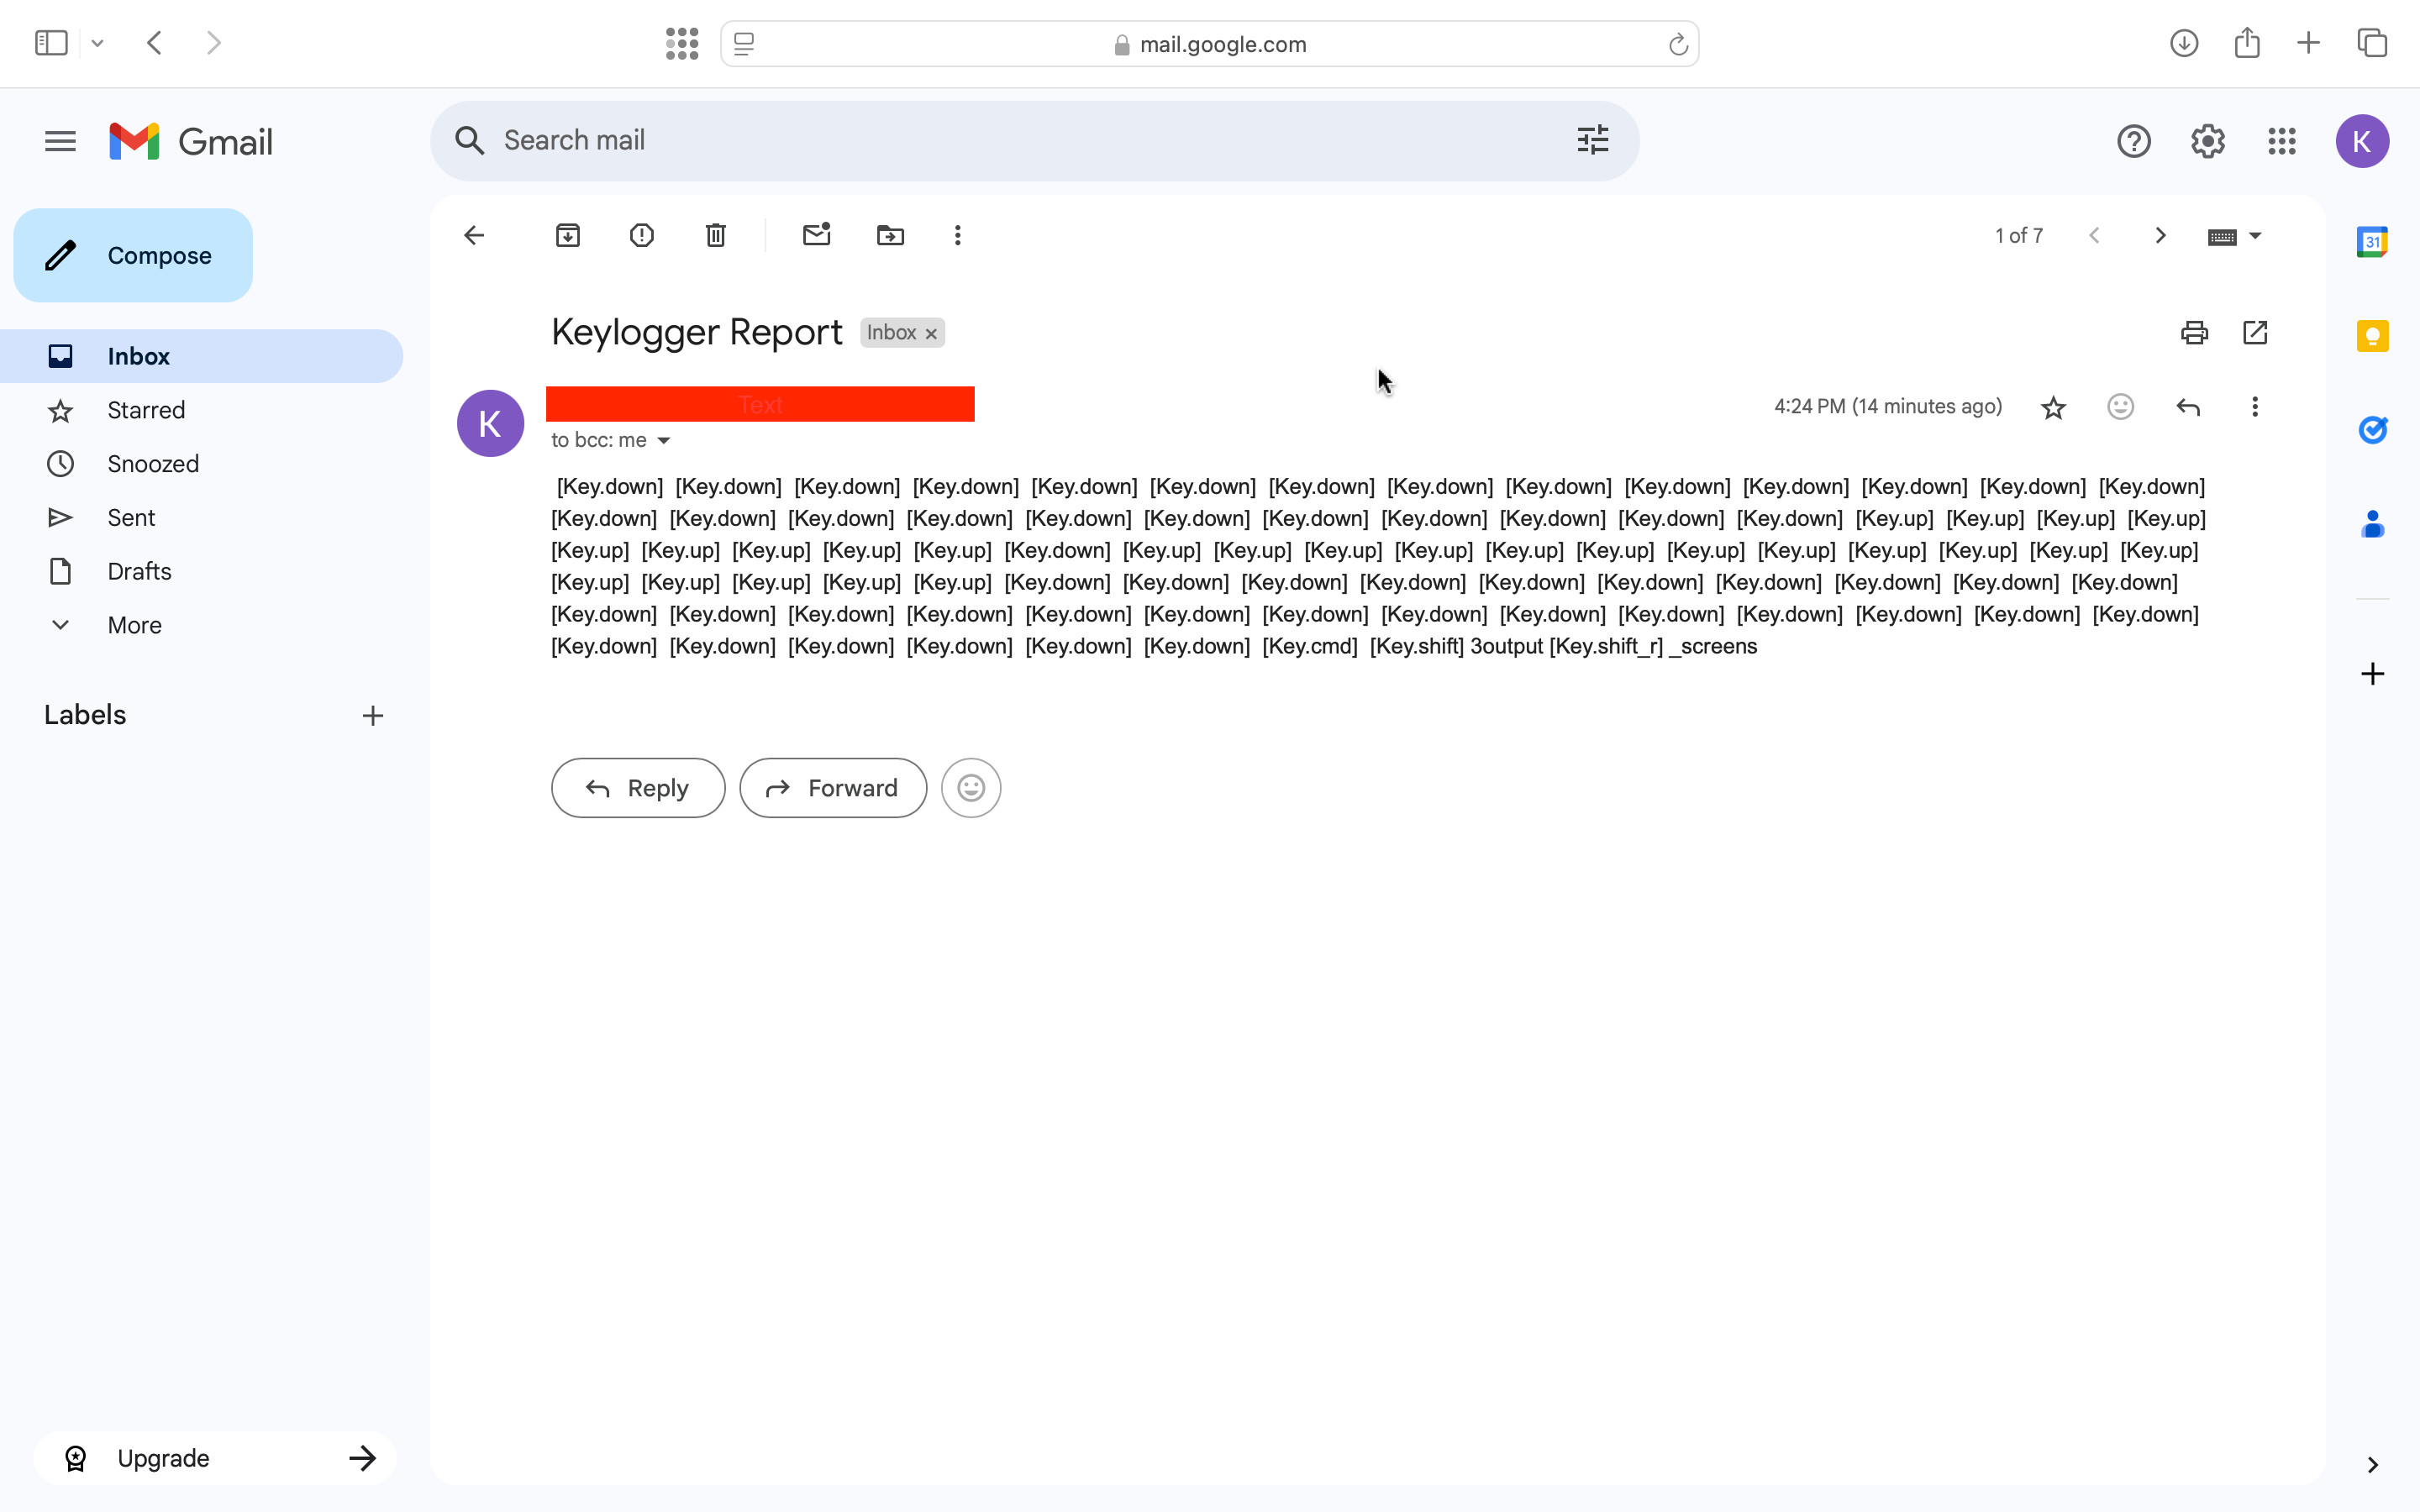 mail.google.com
Gmail
Search mail
Compose
1 of 7
31
K
Inbox
Starred
Snoozed
Sent
Drafts
More
Labels
Keylogger Report Inbox
K
Text
4:24 PM (14 minutes ago)
to bcc: me
[Key.down] [Key.down] [Key.down] [Key.down] [Key.down] [Key.down] [Key.down] [Key.down] [Key.down] [Key.down] [Key.down] [Key.down] [Key.down] [Key.down]
[Key.down] [Key.down] [Key.down] [Key.down] [Key.down] [Key.down] [Key.down] [Key.down] [Key.down] [Key.down] [Key.down] [Key.up] [Key.up] [Key.up] [Key.up]
[Key.up] [Key.up] [Key.up] [Key.up] [Key.up] [Key.down] [Key.up] [Key.up] [Key.up] [Key.up] [Key.up] [Key.up] [Key.up] [Key.up] [Key.up] [Key.up] [Key.up] [Key.up]
[Key.up] [Key.up] [Key.up] [Key.up] [Key.up] [Key.down] [Key.down] [Key.down] [Key.down] [Key.down] [Key.down] [Key.down] [Key.down] [Key.down] [Key.down]
[Key.down] [Key.down] [Key.down] [Key.down] [Key.down] [Key.down] [Key.down] [Key.down] [Key.down] [Key.down] [Key.down] [Key.down] [Key.down] [Key.down]
[Key.down] [Key.down] [Key.down] [Key.down] [Key.down] [Key.down] [Key.cmd] [Key.shift] 3output [Key.shift_r] _screens
Reply
Forward
Upgrade